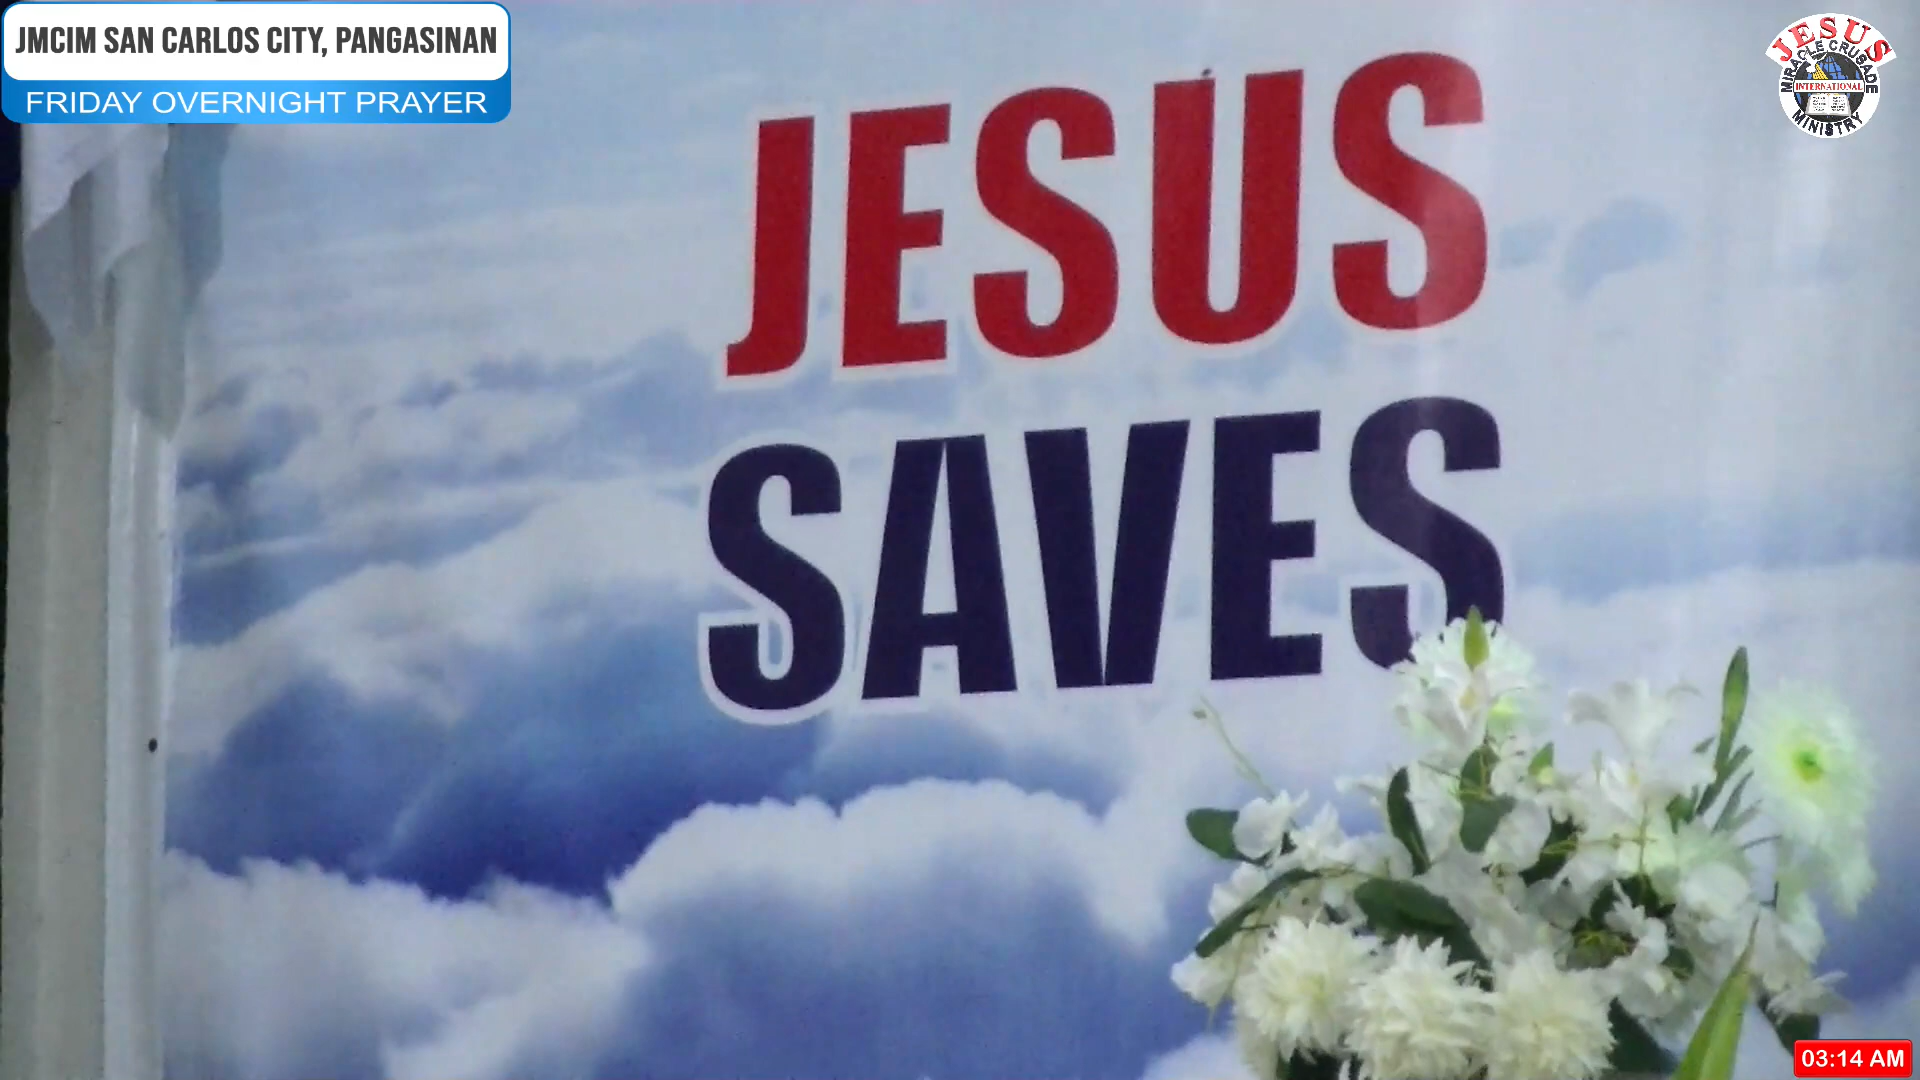 JMCIM SAN CARLOS CITY, PANGASINAN
FRIDAY OVERNIGHT PRAYER
JESUS
MIRACLE CRUSADE
INTERNATIONAL
MINISTRY
JESUS
SAVES
03:14 AM